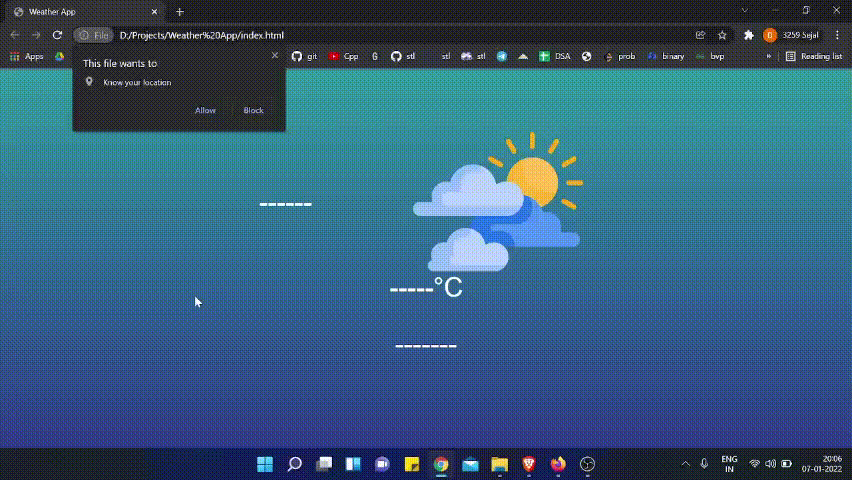 Weather App
File D:/Projects/Weather%20App/index.html
3259 Sejal
Apps git Cpp G stl stl stl DSA prob binary bvp » Reading list
This file wants to
Know your location
Allow Block
------
-----°C
-------
ENG
IN
20:06
07-01-2022